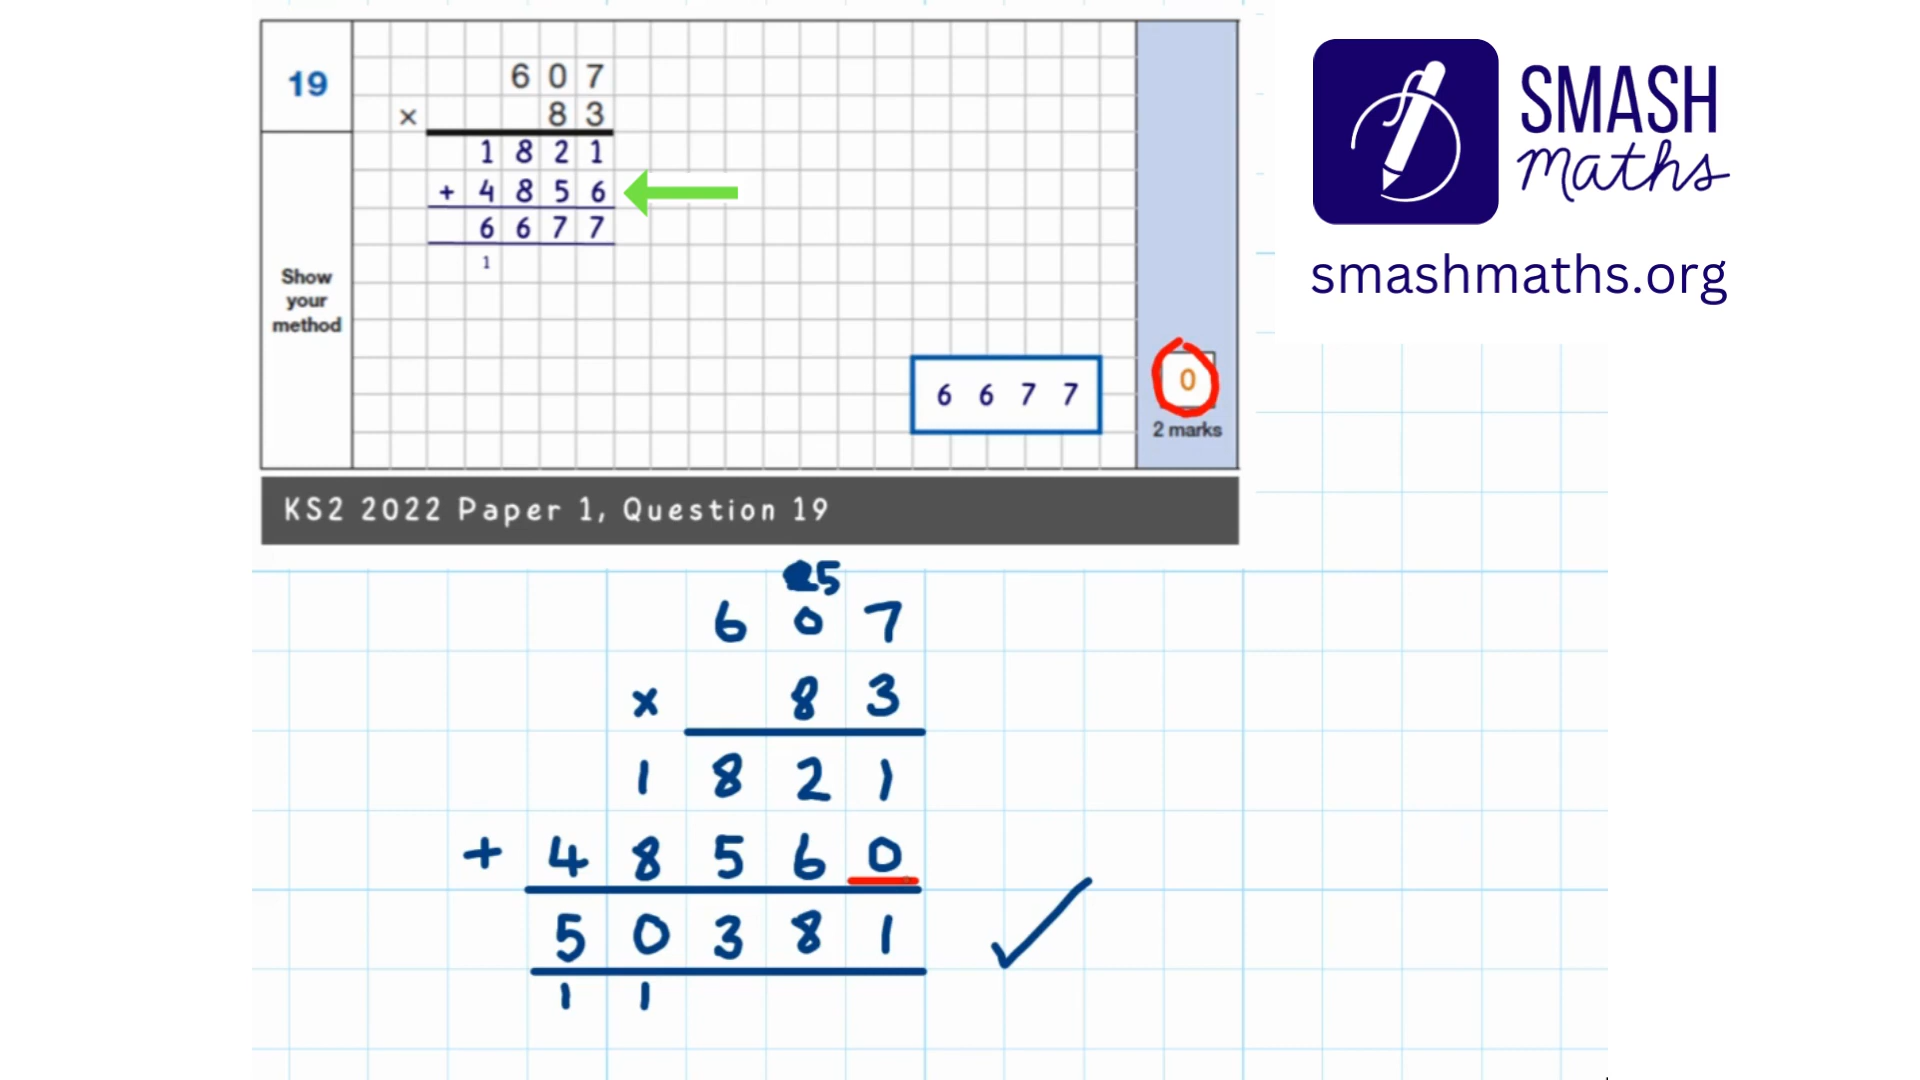 19
6 0 7
× 8 3
1 8 2 1
+ 4 8 5 6
6 6 7 7
1
Show
your
method
6 6 7 7
0
2 marks
KS2 2022 Paper 1, Question 19
SMASH
Maths
smashmaths.org
5
6 0 7
× 8 3
1 8 2 1
+ 4 8 5 6 0
5 0 3 8 1
1 1